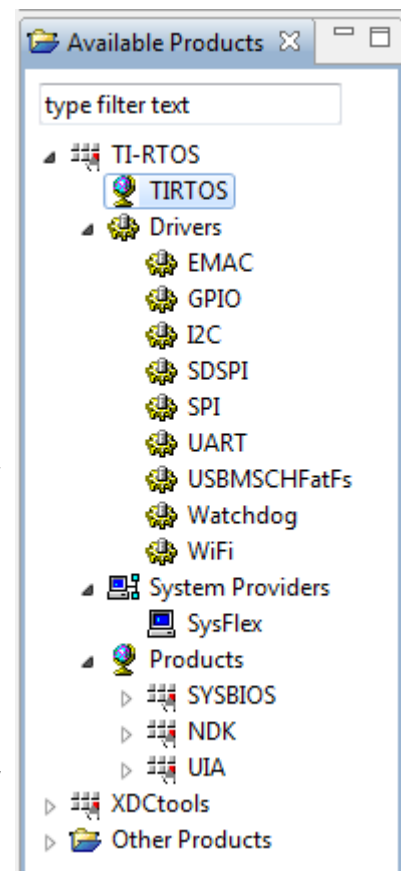 Available Products
type filter text
TI-RTOS
TIRTOS
Drivers
EMAC
GPIO
I2C
SDSPI
SPI
UART
USBMSCHFatFs
Watchdog
WiFi
System Providers
SysFlex
Products
SYSBIOS
NDK
UIA
XDCtools
Other Products